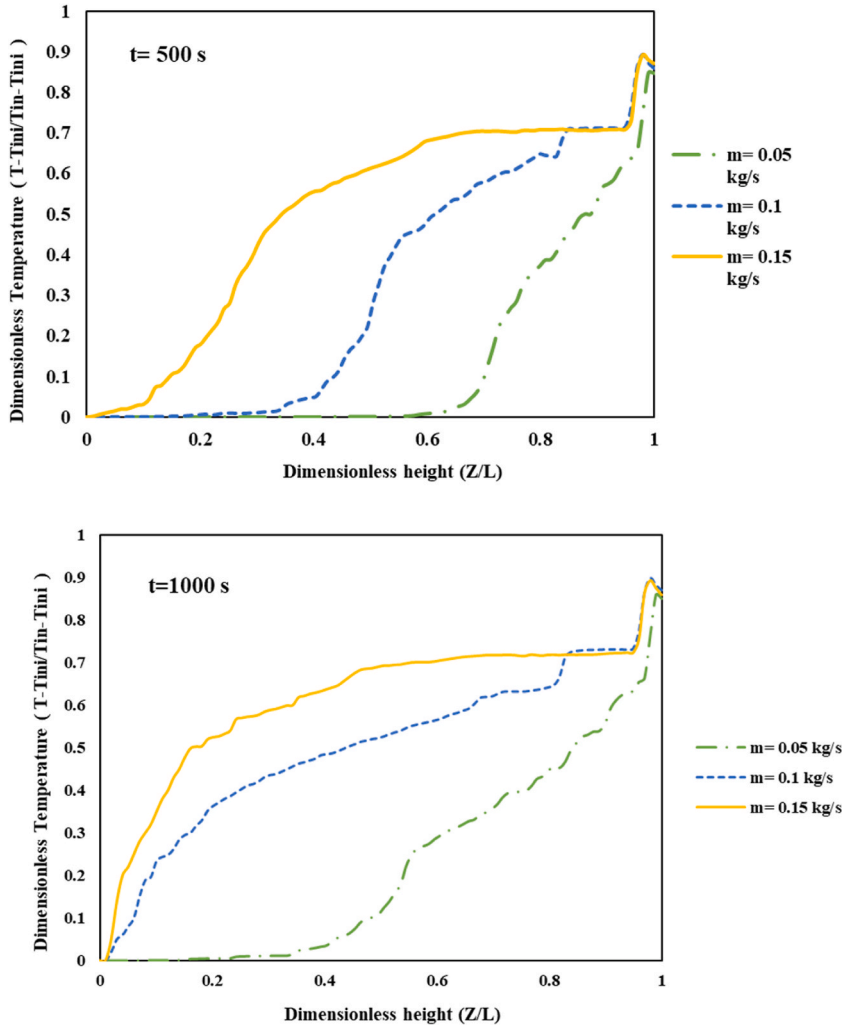 1
0.9
0.8
0.7
0.6
0.5
0.4
0.3
0.2
0.1
0
t= 500 s
Dimensionless Temperature ( T-Tini/Tin-Tini )
0 0.2 0.4 0.6 0.8 1
Dimensionless height (Z/L)
m= 0.05
kg/s
m= 0.1
kg/s
m= 0.15
kg/s
1
0.9
0.8
0.7
0.6
0.5
0.4
0.3
0.2
0.1
0
t=1000 s
Dimensionless Temperature ( T-Tini/Tin-Tini )
0 0.2 0.4 0.6 0.8 1
Dimensionless height (Z/L)
m= 0.05 kg/s
m= 0.1 kg/s
m= 0.15 kg/s